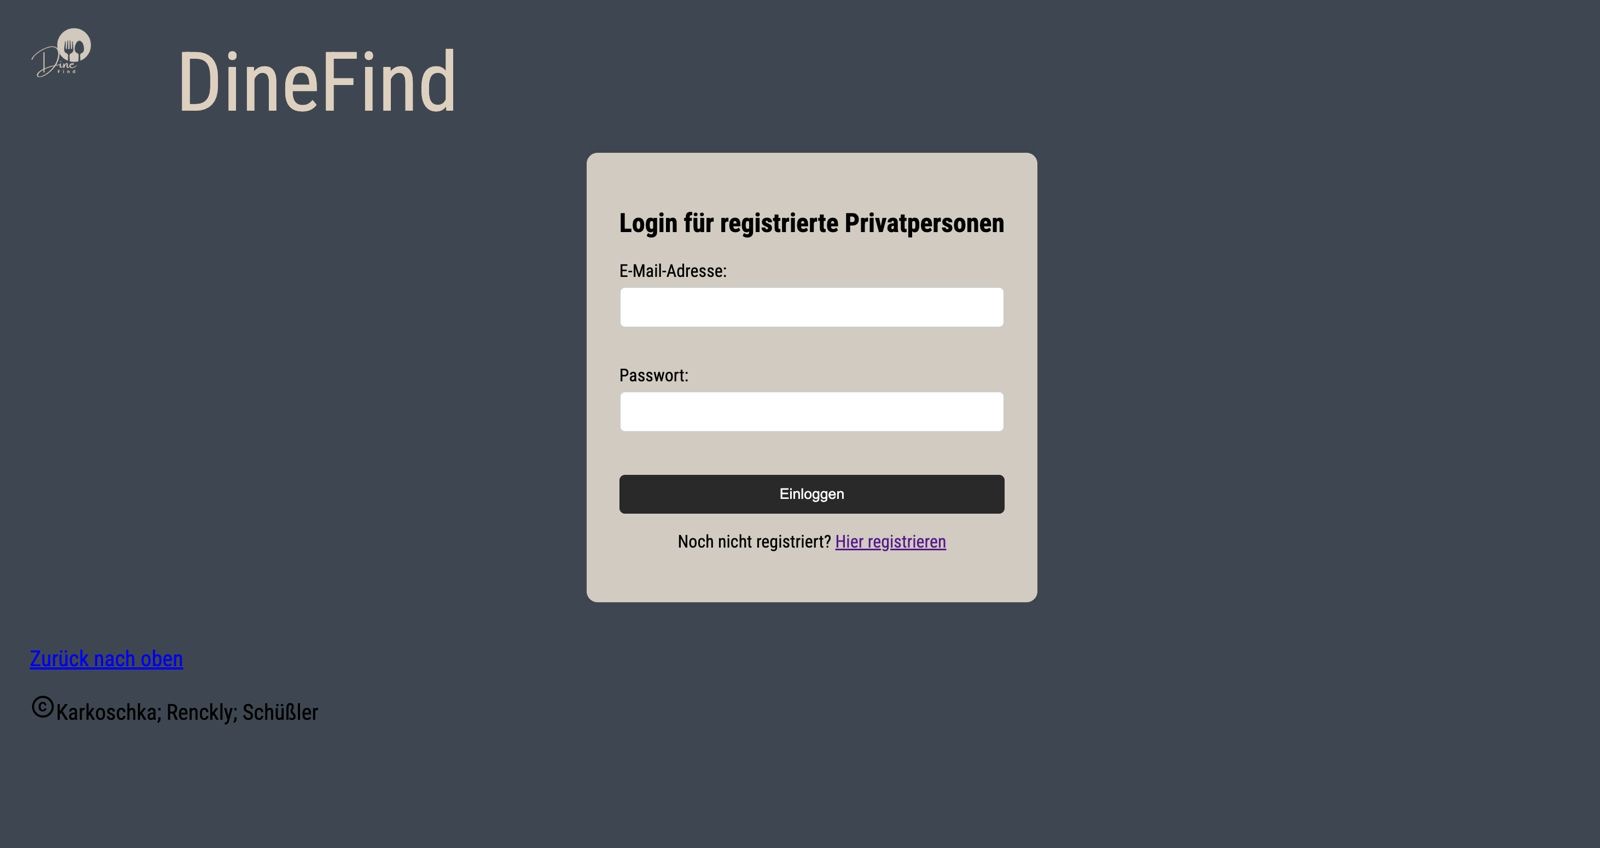 Dine
Find
DineFind
Login für registrierte Privatpersonen
E-Mail-Adresse:
Passwort:
Einloggen
Noch nicht registriert? Hier registrieren
Zurück nach oben
©Karkoschka; Renckly; Schüßler